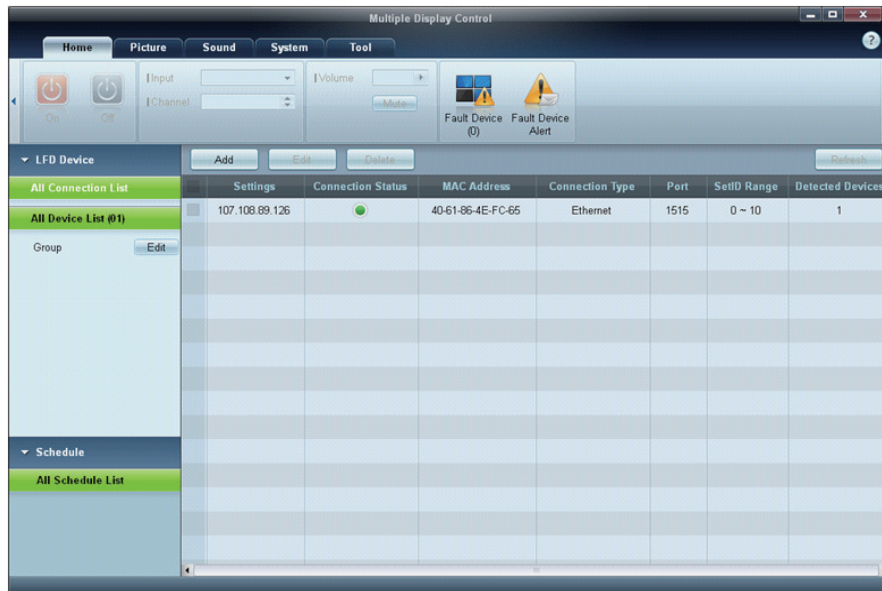 Multiple Display Control
Home Picture Sound System Tool
?
On Off
Input
Channel
Volume
Mute
Fault Device
(0)
Fault Device
Alert
LFD Device
All Connection List
All Device List (01)
Group Edit
Schedule
All Schedule List
Add Edit Delete Refresh
Settings Connection Status MAC Address Connection Type Port SetID Range Detected Devices
107.108.89.126 40-61-86-4E-FC-65 Ethernet 1515 0 ~ 10 1